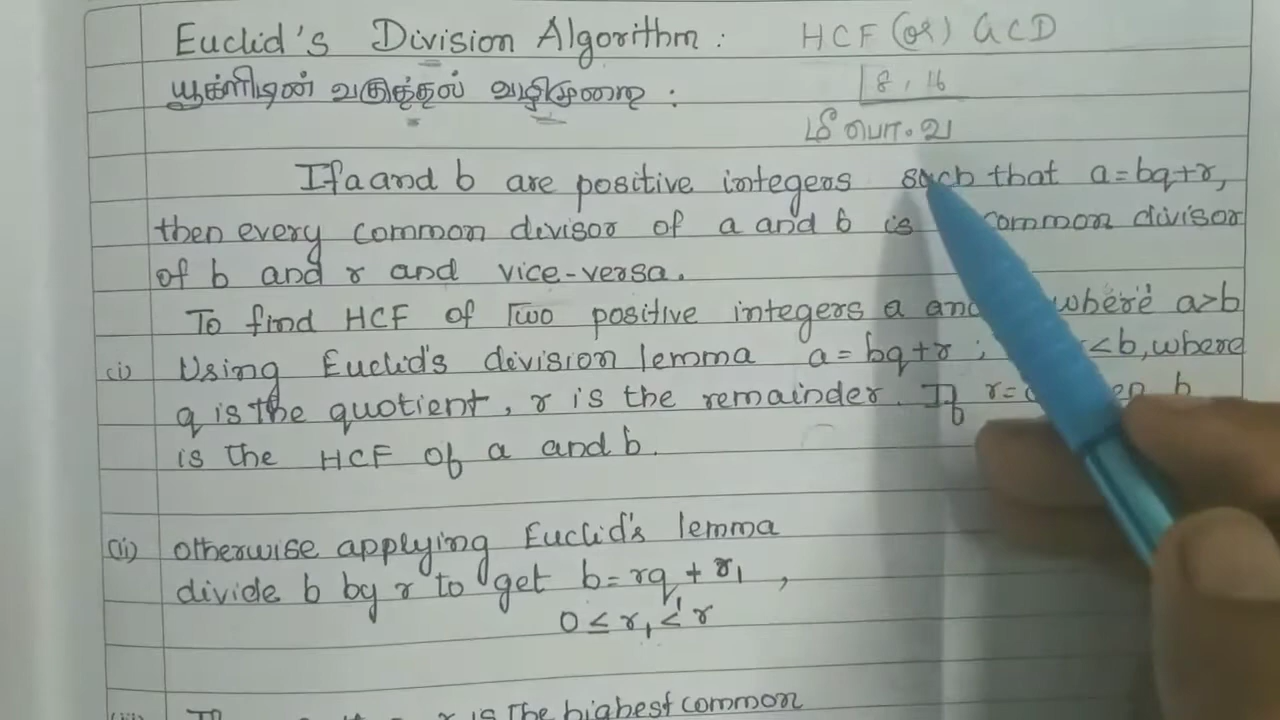 Euclid's Division Algorithm :
HCF (or) GCD
8, 16
யூக்ளிடின் வகுத்தல் வழிமுறை :
மீ பொ. வ
If a and b are positive integers such that a=bq+r,
then every common divisor of a and b is common divisor
of b and r and vice-versa.
To find HCF of Two positive integers a and where a>b
(i) Using Euclid's division lemma a=bq+r ; <b, where
q is the quotient, r is the remainder. If r= b
is the HCF of a and b.
(ii) otherwise applying Euclid's lemma
divide b by r to get b=rq₁+r₁ ,
0≤r₁<r
r is the highest common